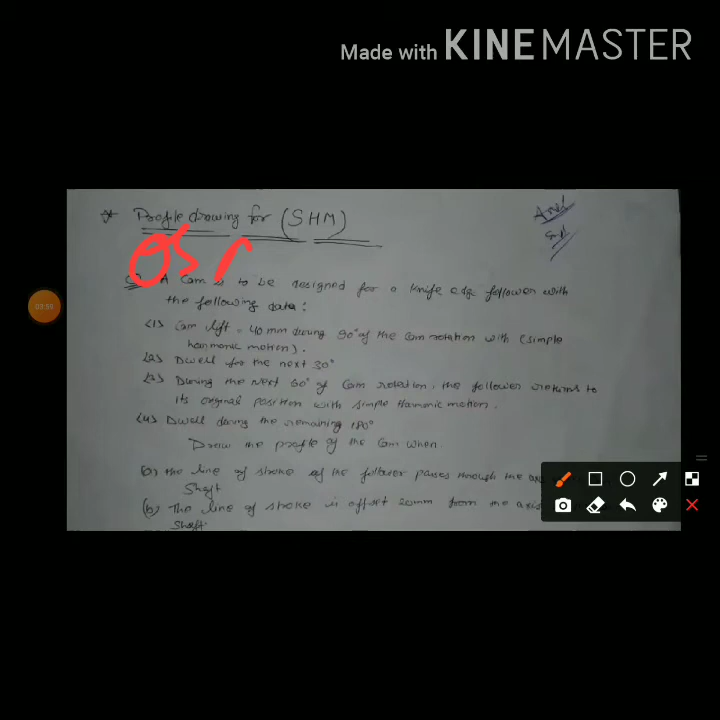 Made with KINEMASTER
* Profile drawing for (SHM)
Q A Cam is to be designed for a knife edge follower with
the following data:
(1) Cam lift = 40 mm during 90° of the Cam rotation with (simple
harmonic motion).
(2) Dwell for the next 30°
(3) During the next 60° of Cam rotation, the follower returns to
its original position with simple Harmonic motion.
(4) Dwell during the remaining 180°
Draw the profile of the Cam when
the line of stroke of the follower passes through the
Shaft
(b) The line of stroke is offset 20mm from the axis
Shaft
03:59